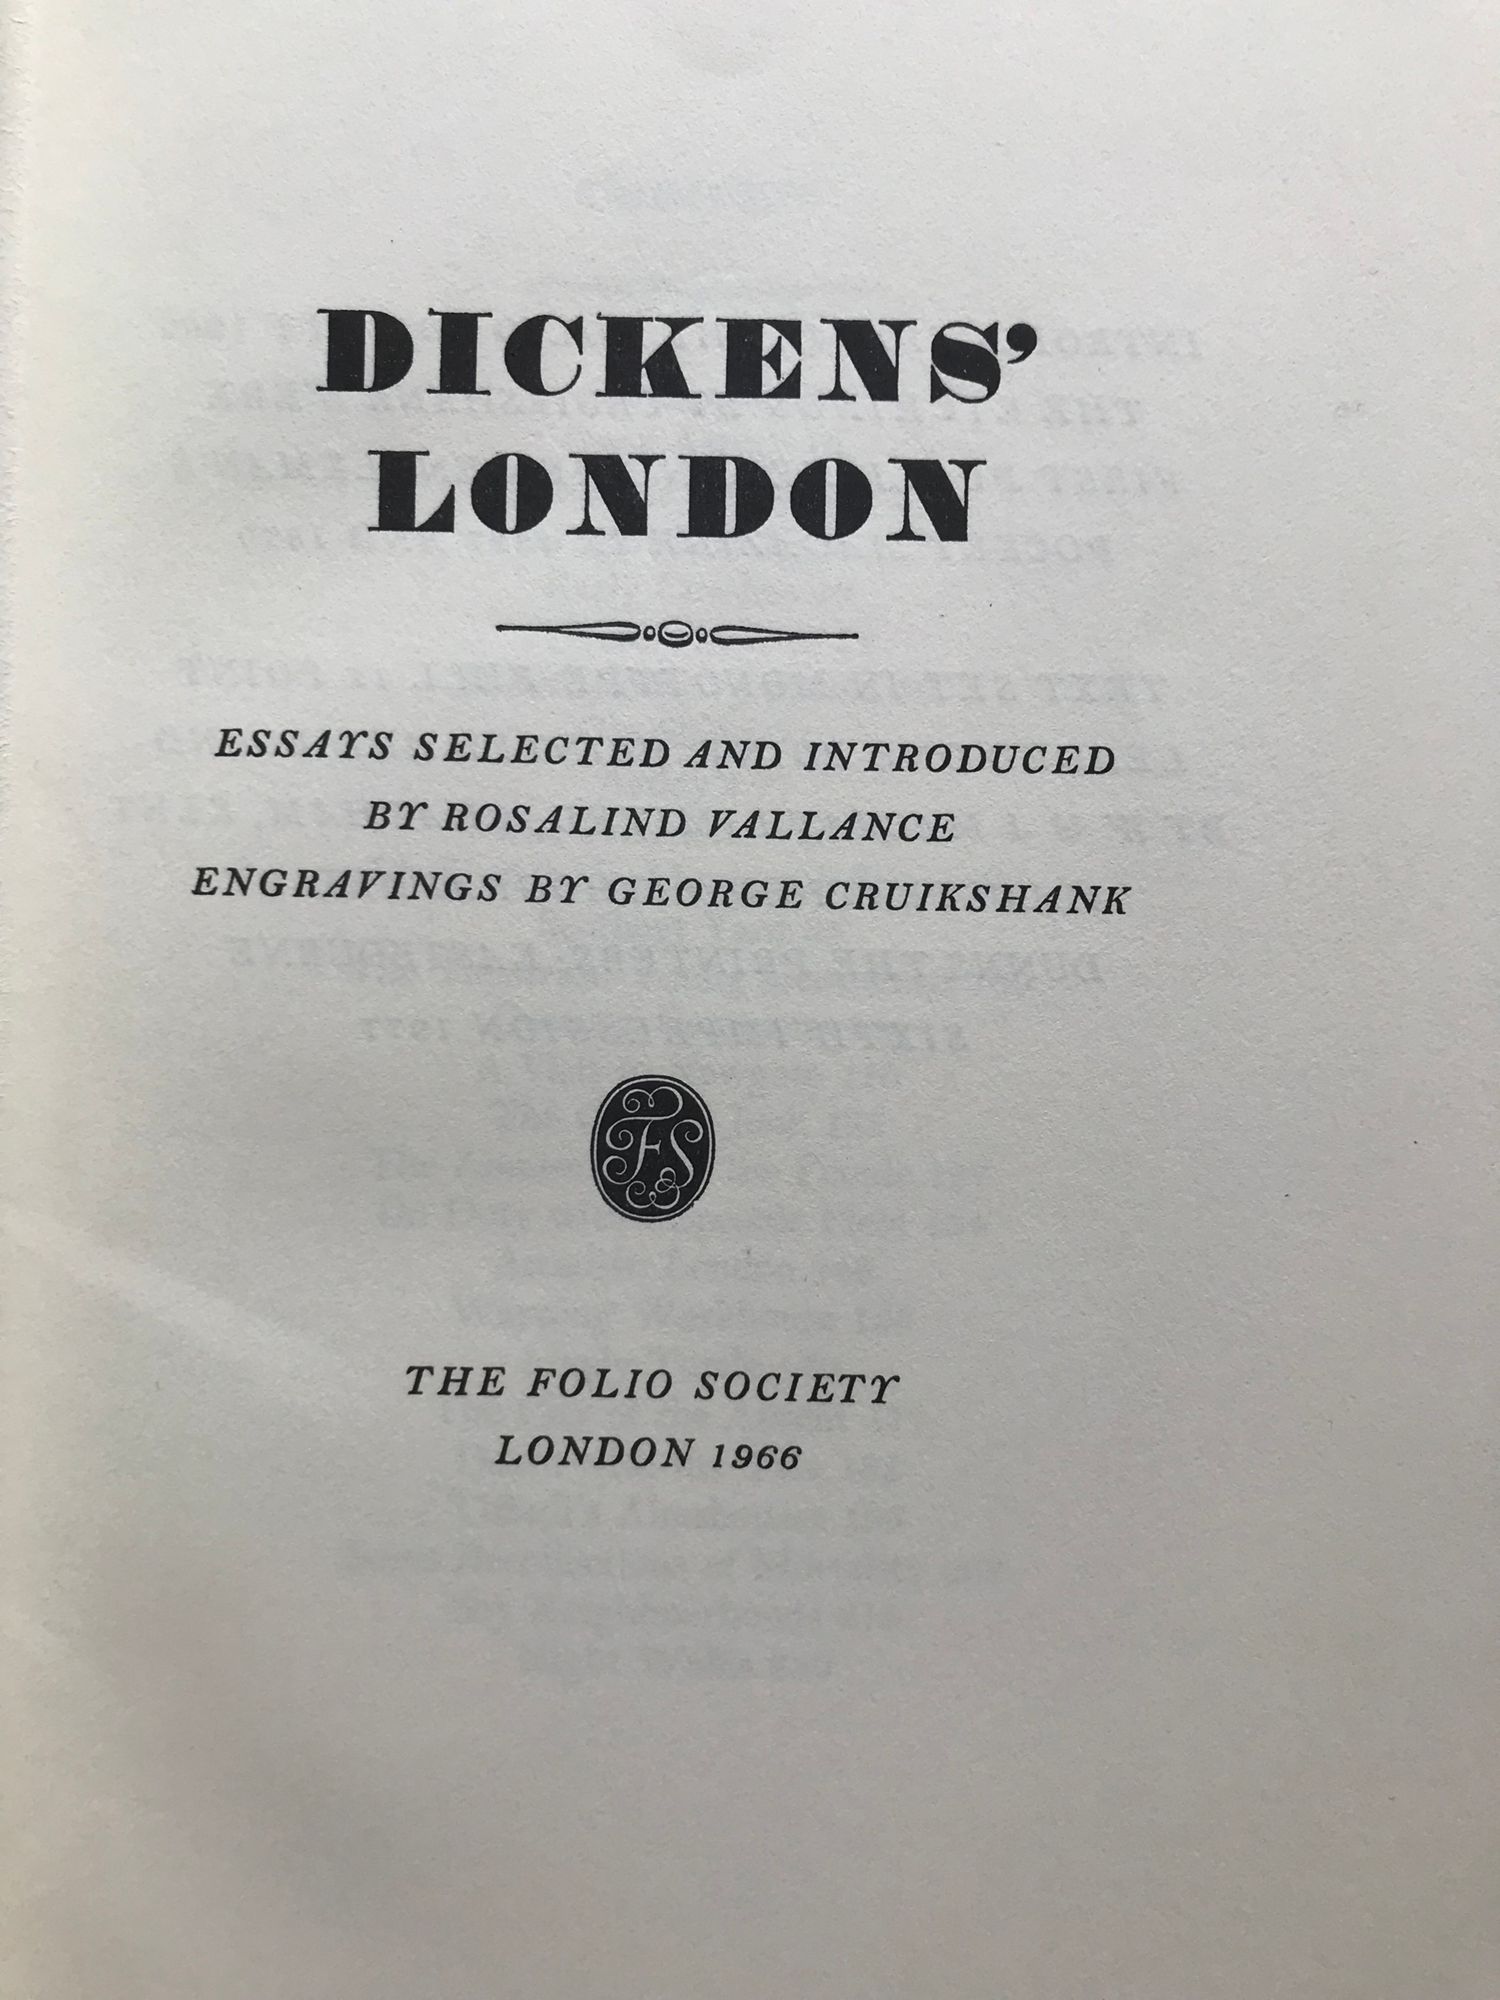 DICKENS'
LONDON
ESSAYS SELECTED AND INTRODUCED
BY ROSALIND VALLANCE
ENGRAVINGS BY GEORGE CRUIKSHANK
FS
THE FOLIO SOCIETY
LONDON 1966